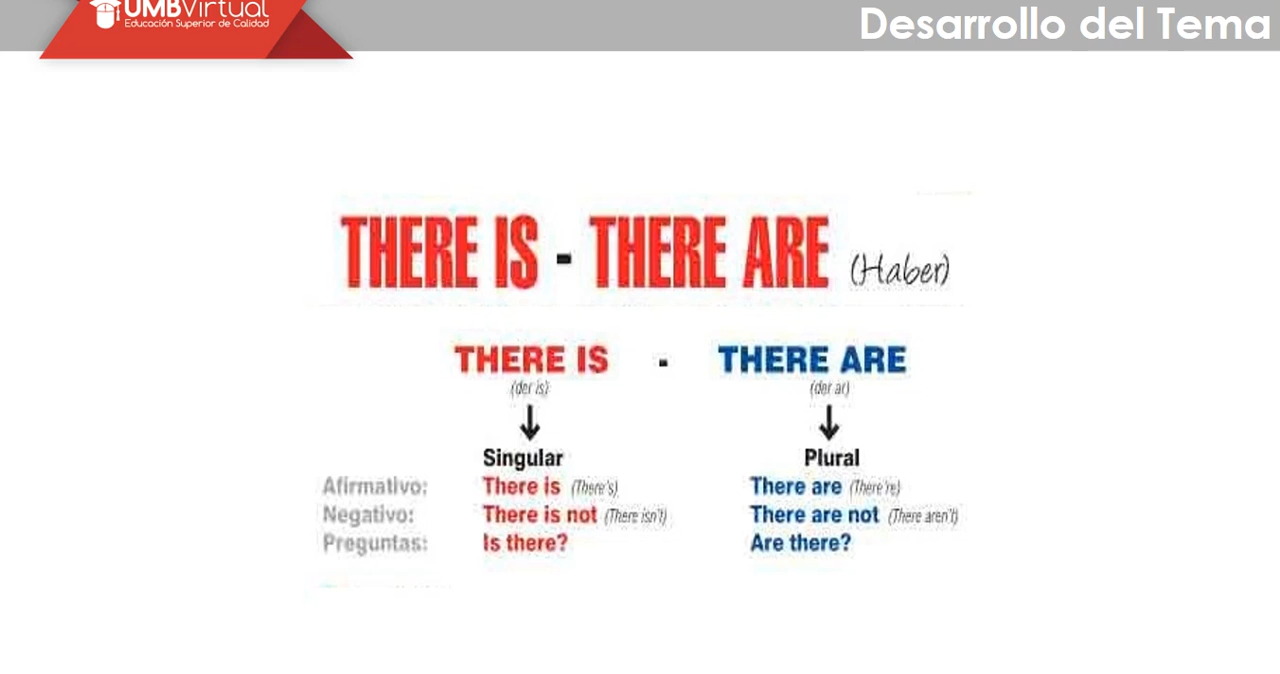 UMBVirtual
Educación Superior de Calidad
Desarrollo del Tema
THERE IS - THERE ARE (Haber)
THERE IS - THERE ARE
(der is) (der ar)
Singular Plural
Afirmativo: There is (There's) There are (There're)
Negativo: There is not (There isn't) There are not (There aren't)
Preguntas: Is there? Are there?